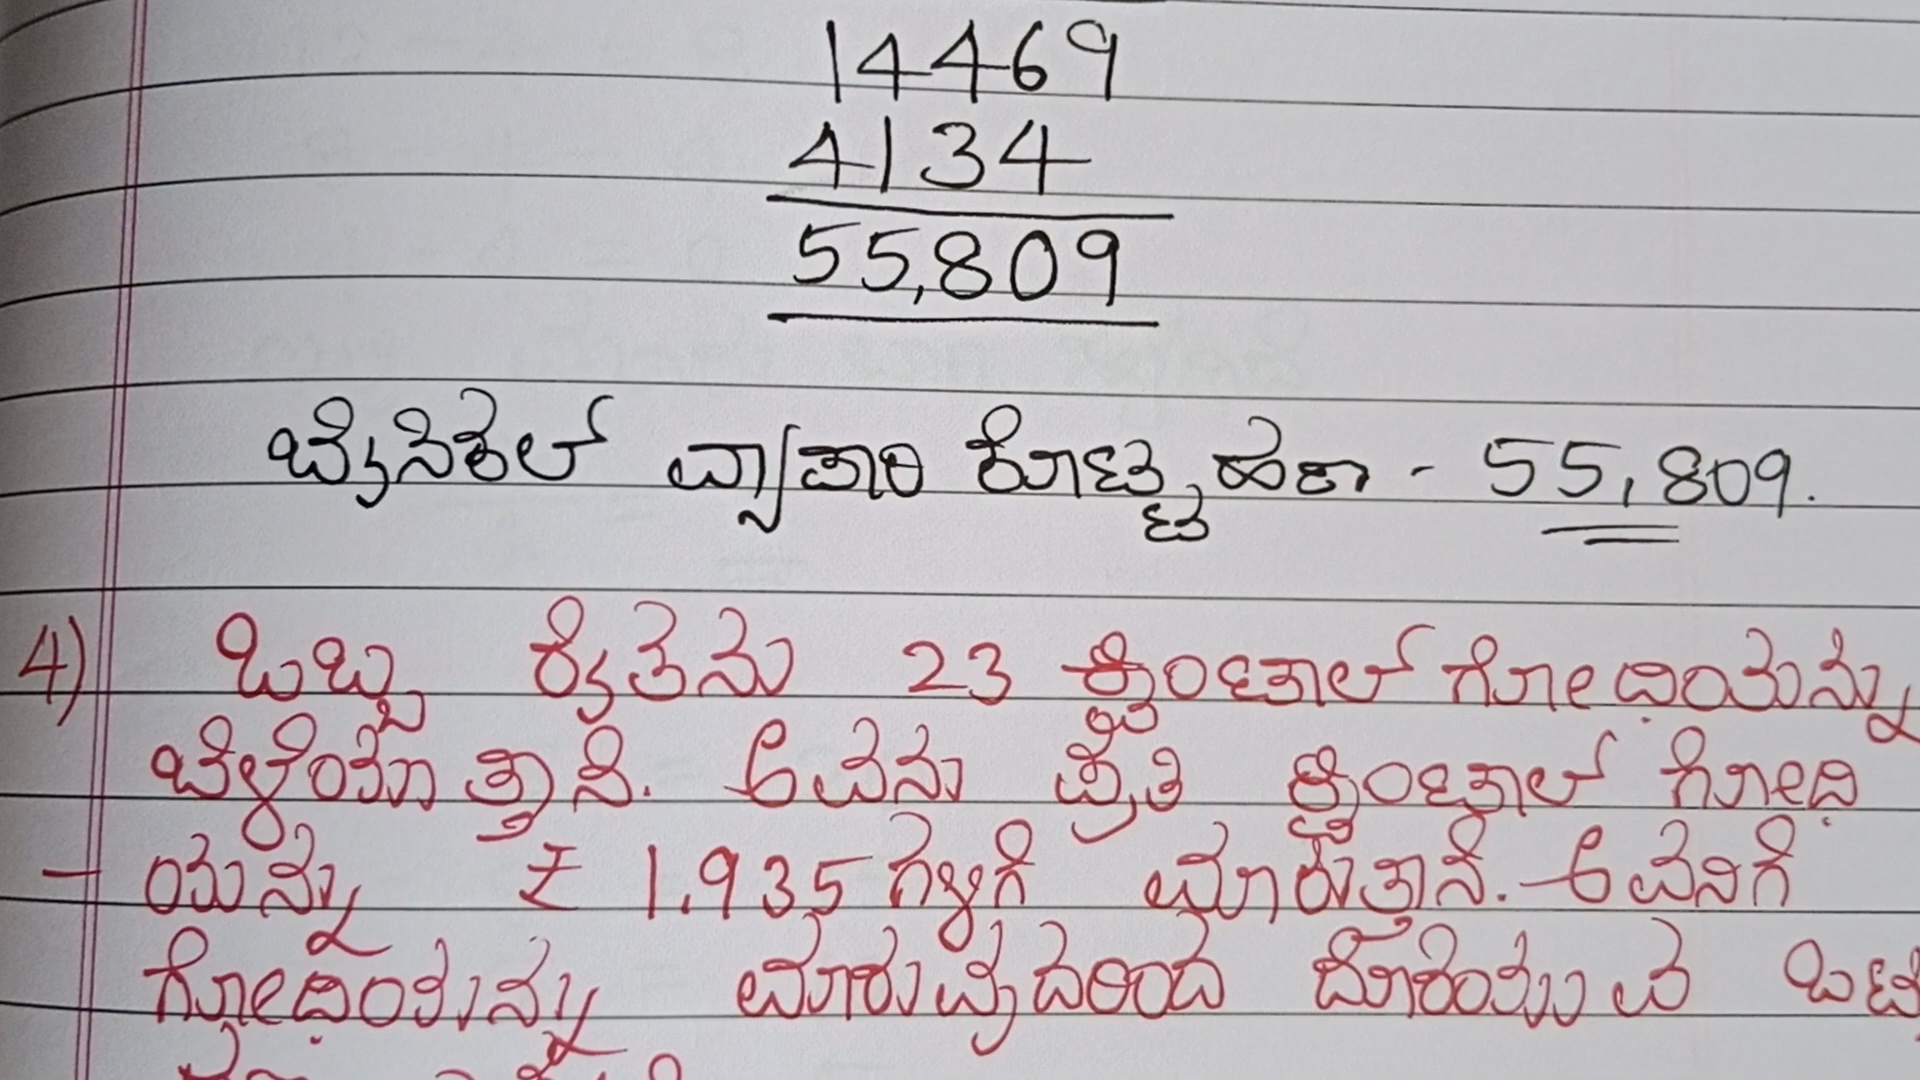 14469
4134
55,809
ಬೈಸಿಕಲ್ ವ್ಯಾಪಾರಿ ಕೊಟ್ಟ ಹಣ - 55,809.
4) ಒಬ್ಬ ರೈತನು 23 ಕ್ವಿಂಟಾಲ್ ಗೋಧಿಯನ್ನು
ಬೆಳೆಯುತ್ತಾನೆ. ಅವನು ಪ್ರತಿ ಕ್ವಿಂಟಾಲ್ ಗೋಧಿ
- ಯನ್ನು ₹ 1,935 ಗಳಿಗೆ ಮಾರುತ್ತಾನೆ. ಅವನಿಗೆ
ಗೋಧಿಯನ್ನು ಮಾರುವುದರಿಂದ ದೊರೆಯುವ ಒಟ್ಟು